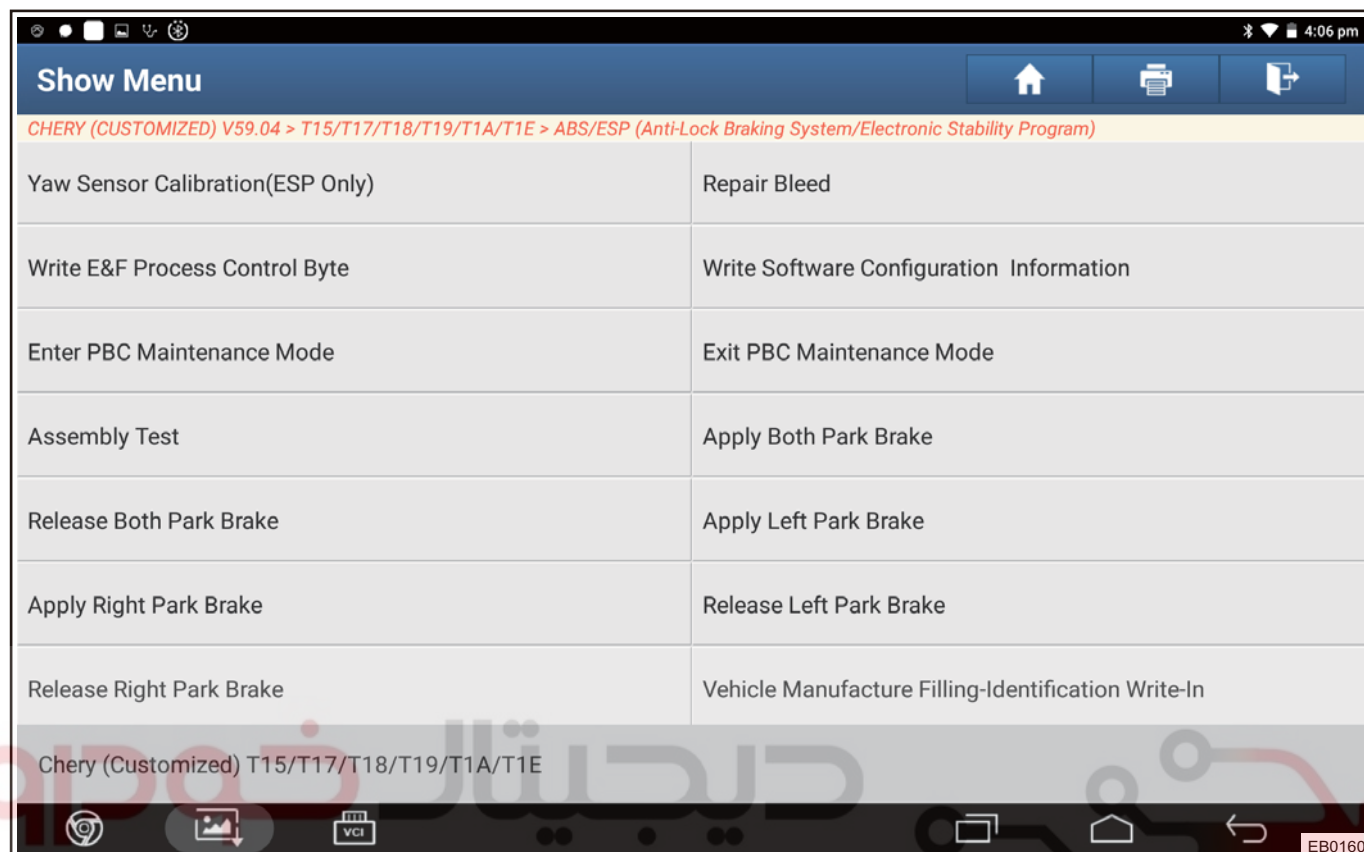 4:06 pm
Show Menu
CHERY (CUSTOMIZED) V59.04 > T15/T17/T18/T19/T1A/T1E > ABS/ESP (Anti-Lock Braking System/Electronic Stability Program)
Yaw Sensor Calibration(ESP Only)
Repair Bleed
Write E&F Process Control Byte
Write Software Configuration  Information
Enter PBC Maintenance Mode
Exit PBC Maintenance Mode
Assembly Test
Apply Both Park Brake
Release Both Park Brake
Apply Left Park Brake
Apply Right Park Brake
Release Left Park Brake
Release Right Park Brake
Vehicle Manufacture Filling-Identification Write-In
Chery (Customized) T15/T17/T18/T19/T1A/T1E
دیجیتال خودرو
VCI
EB0160